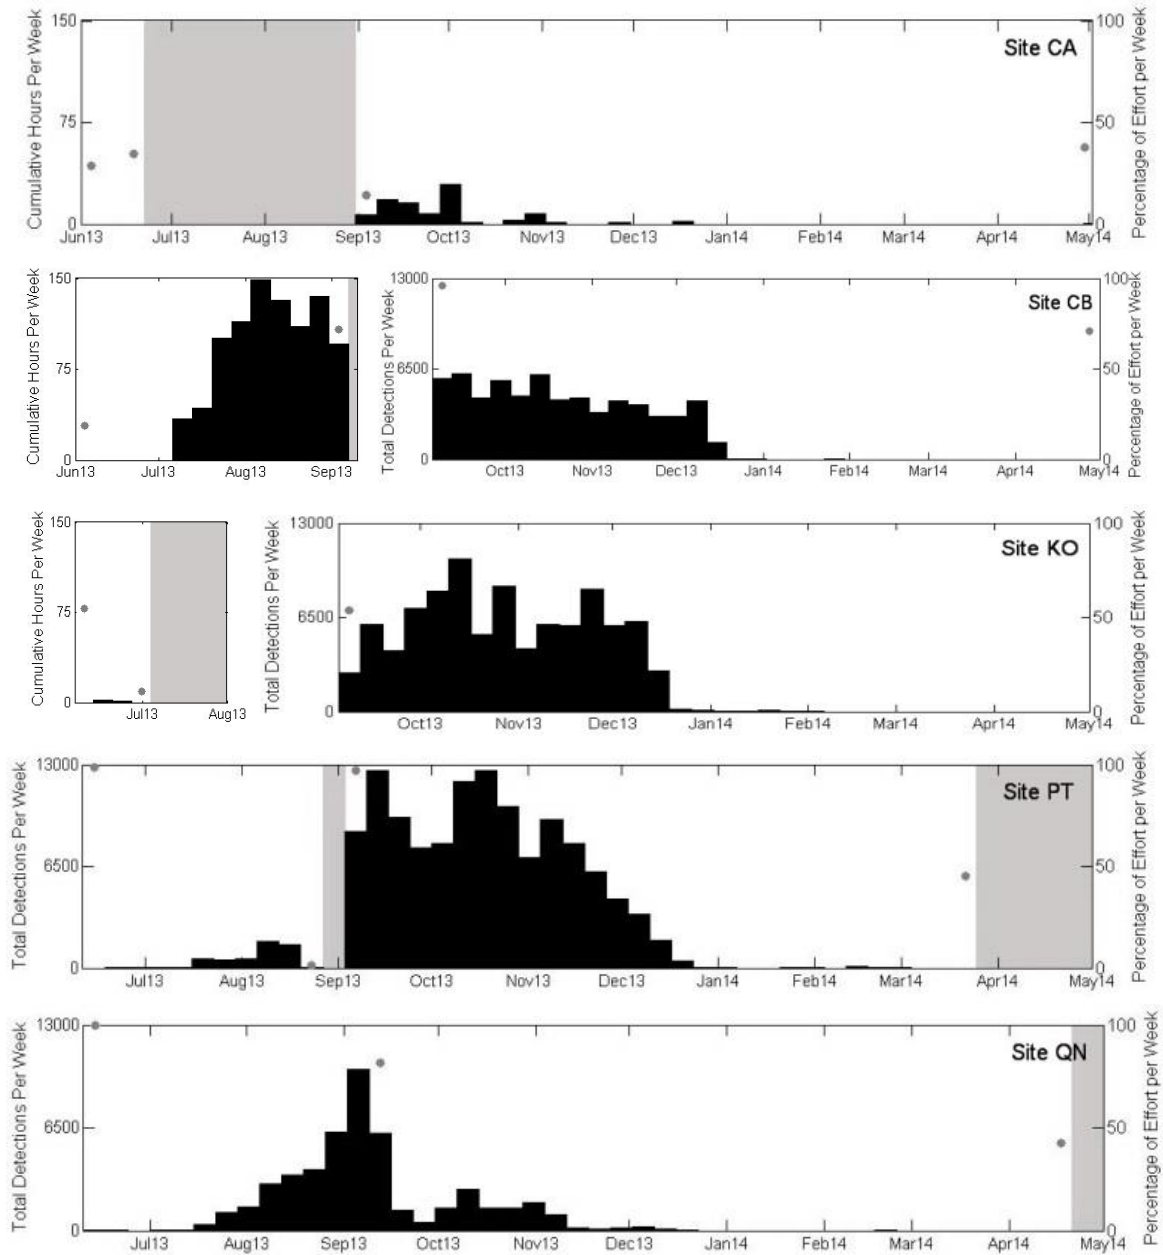 Cumulative Hours Per Week
150
75
0
Site CA
100
50
0
Percentage of Effort per Week
Jun13 Jul13 Aug13 Sep13 Oct13 Nov13 Dec13 Jan14 Feb14 Mar14 Apr14 May14
Cumulative Hours Per Week
150
75
0
Jun13 Jul13 Aug13 Sep13
Total Detections Per Week
13000
6500
0
Site CB
100
50
0
Percentage of Effort per Week
Oct13 Nov13 Dec13 Jan14 Feb14 Mar14 Apr14 May14
Cumulative Hours Per Week
150
75
0
Jul13 Aug13
Total Detections Per Week
13000
6500
0
Site KO
100
50
0
Percentage of Effort per Week
Oct13 Nov13 Dec13 Jan14 Feb14 Mar14 Apr14 May14
Total Detections Per Week
13000
6500
0
Site PT
100
50
0
Percentage of Effort per Week
Jul13 Aug13 Sep13 Oct13 Nov13 Dec13 Jan14 Feb14 Mar14 Apr14 May14
Total Detections Per Week
13000
6500
0
Site QN
100
50
0
Percentage of Effort per Week
Jul13 Aug13 Sep13 Oct13 Nov13 Dec13 Jan14 Feb14 Mar14 Apr14 May14